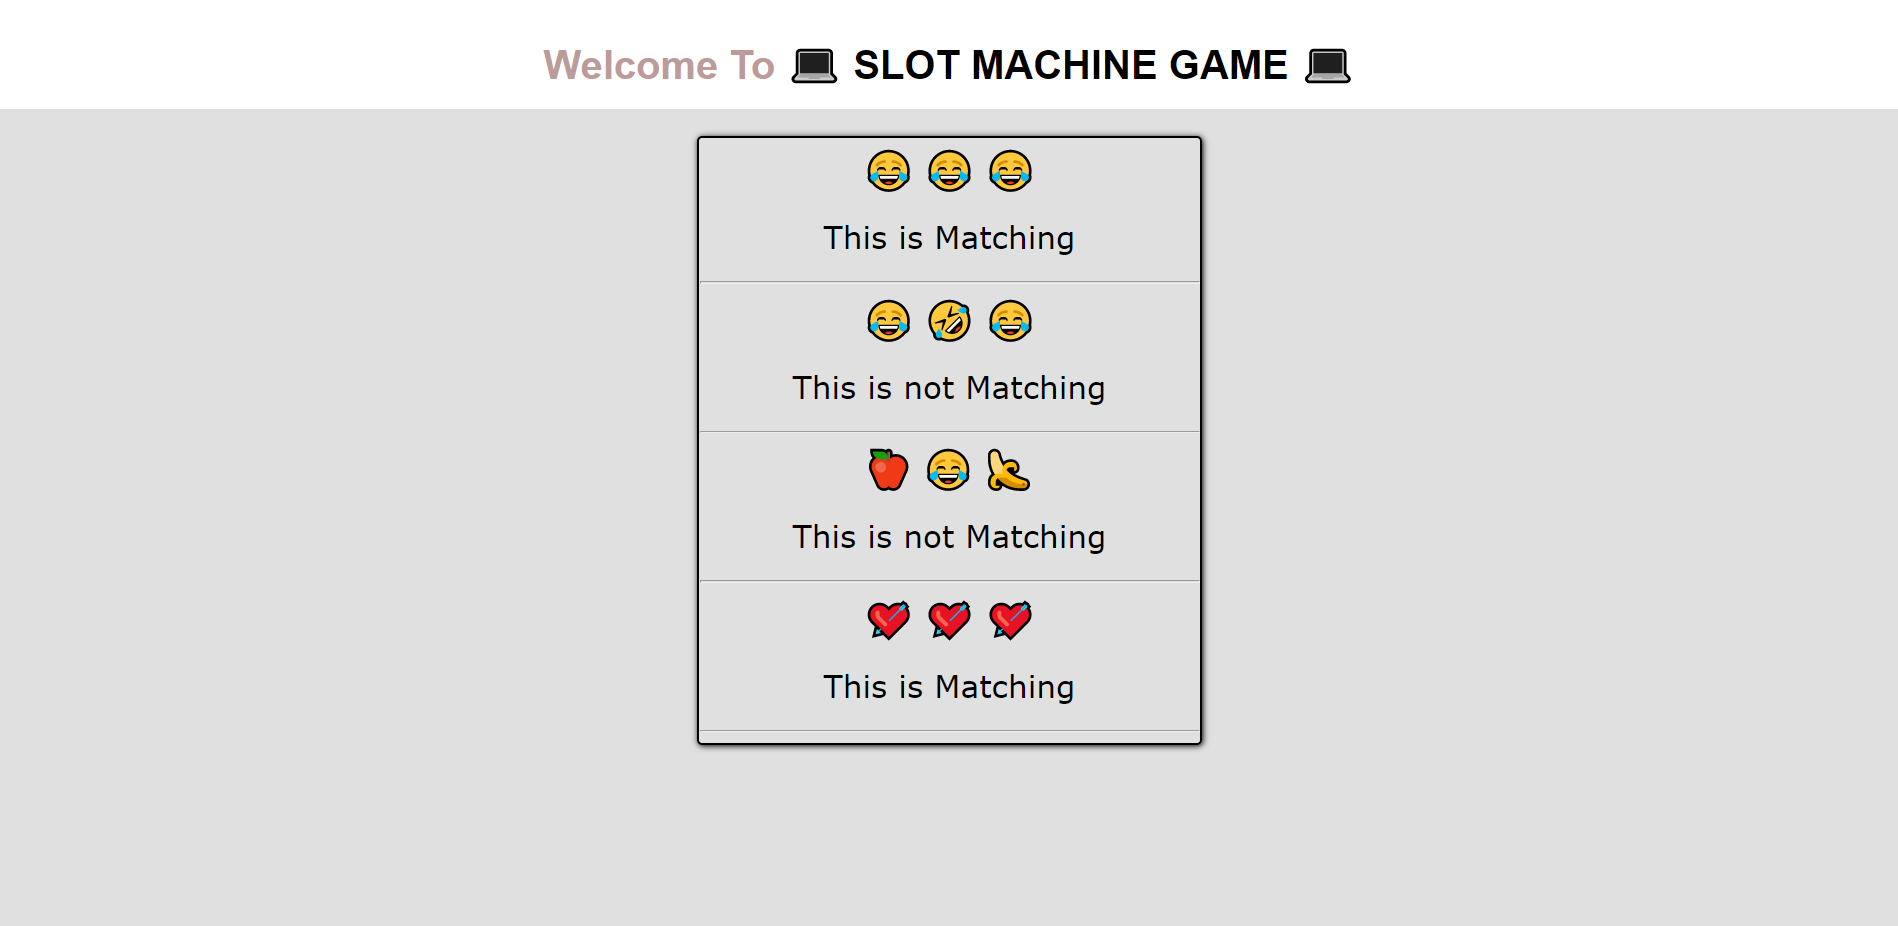 Welcome To 💻 SLOT MACHINE GAME 💻
😂 😂 😂
This is Matching
😂 🤣 😂
This is not Matching
🍎 😂 🍌
This is not Matching
💘 💘 💘
This is Matching